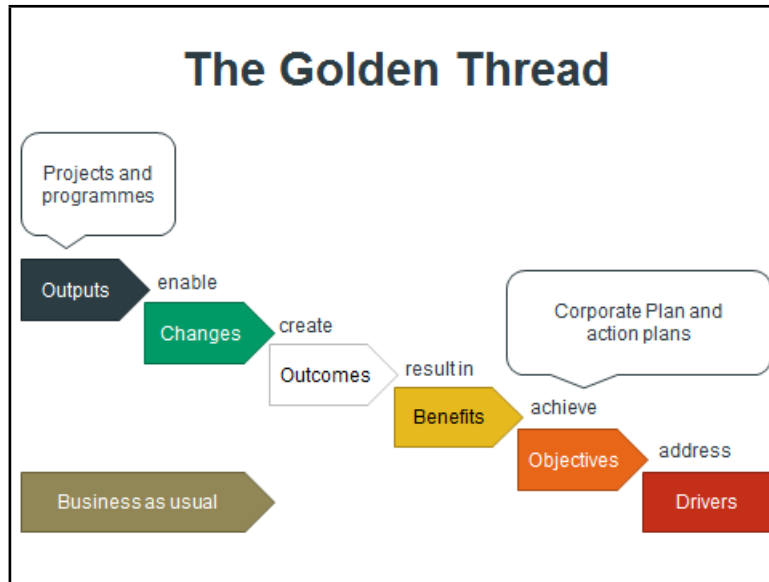 The Golden Thread
Projects and
programmes
Outputs
enable
Changes
create
Outcomes
result in
Benefits
Corporate Plan and
action plans
achieve
Objectives
address
Drivers
Business as usual